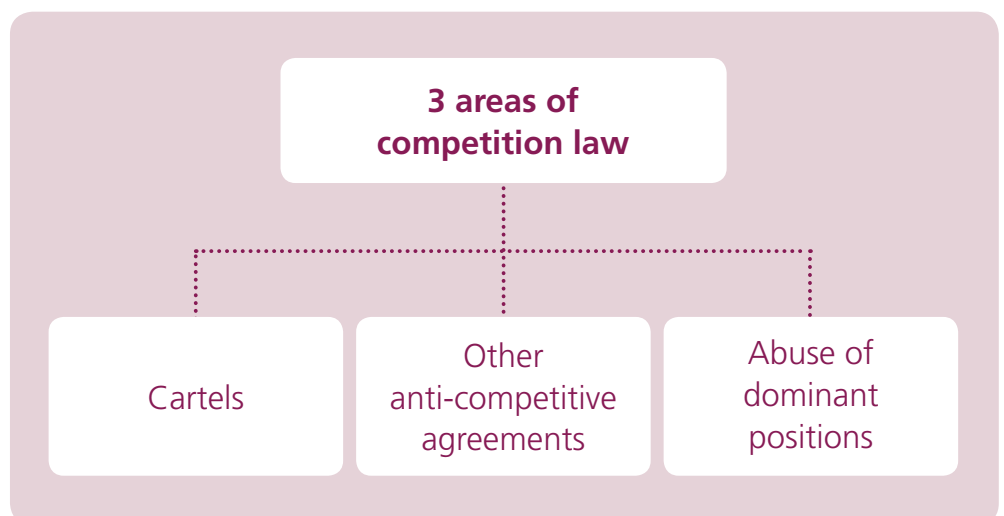 3 areas of
competition law
Cartels
Other
anti-competitive
agreements
Abuse of
dominant
positions